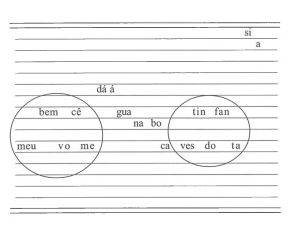 si
a
dá á
bem cê gua tin fan
na bo
meu vo me ca ves do ta